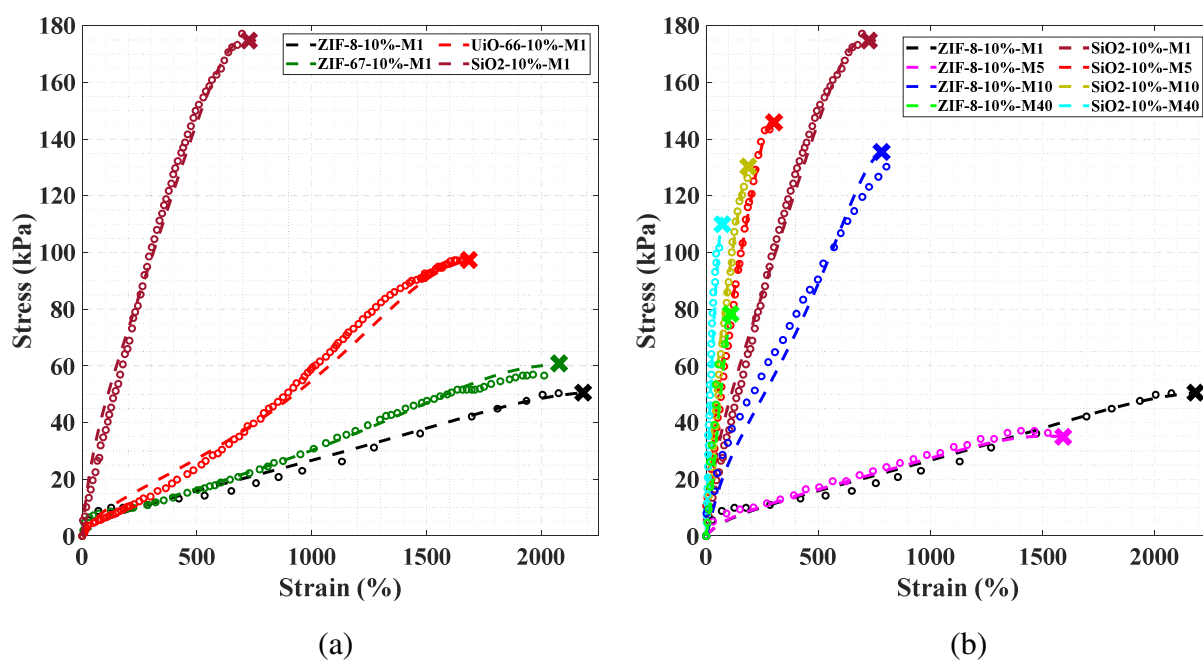 180
160
140
120
100
80
60
40
20
0
Stress (kPa)
ZIF-8-10%-M1 UiO-66-10%-M1
ZIF-67-10%-M1 SiO2-10%-M1
0 500 1000 1500 2000
Strain (%)
(a)
180
160
140
120
100
80
60
40
20
0
Stress (kPa)
ZIF-8-10%-M1 SiO2-10%-M1
ZIF-8-10%-M5 SiO2-10%-M5
ZIF-8-10%-M10 SiO2-10%-M10
ZIF-8-10%-M40 SiO2-10%-M40
0 500 1000 1500 2000
Strain (%)
(b)